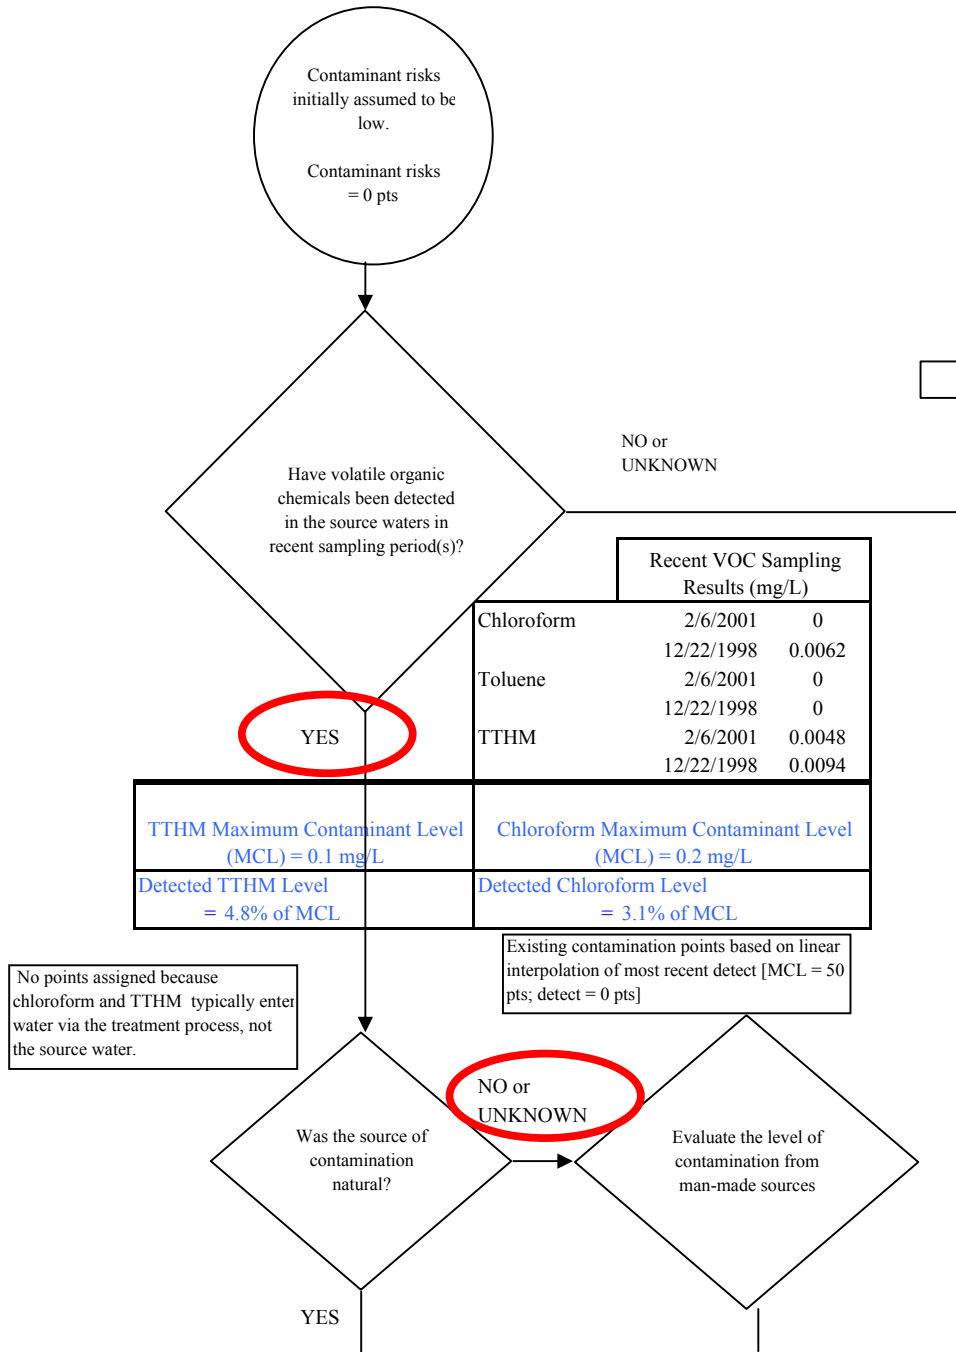 Contaminant risks
initially assumed to be
low.
Contaminant risks
= 0 pts
NO or
UNKNOWN
Have volatile organic
chemicals been detected
in the source waters in
recent sampling period(s)?
Recent VOC Sampling
Results (mg/L)
Chloroform 2/6/2001 0
12/22/1998 0.0062
Toluene 2/6/2001 0
12/22/1998 0
TTHM 2/6/2001 0.0048
12/22/1998 0.0094
YES
TTHM Maximum Contaminant Level
(MCL) = 0.1 mg/L
Chloroform Maximum Contaminant Level
(MCL) = 0.2 mg/L
Detected TTHM Level
= 4.8% of MCL
Detected Chloroform Level
= 3.1% of MCL
Existing contamination points based on linear
interpolation of most recent detect [MCL = 50
pts; detect = 0 pts]
No points assigned because
chloroform and TTHM typically enter
water via the treatment process, not
the source water.
NO or
UNKNOWN
Was the source of
contamination
natural?
Evaluate the level of
contamination from
man-made sources
YES